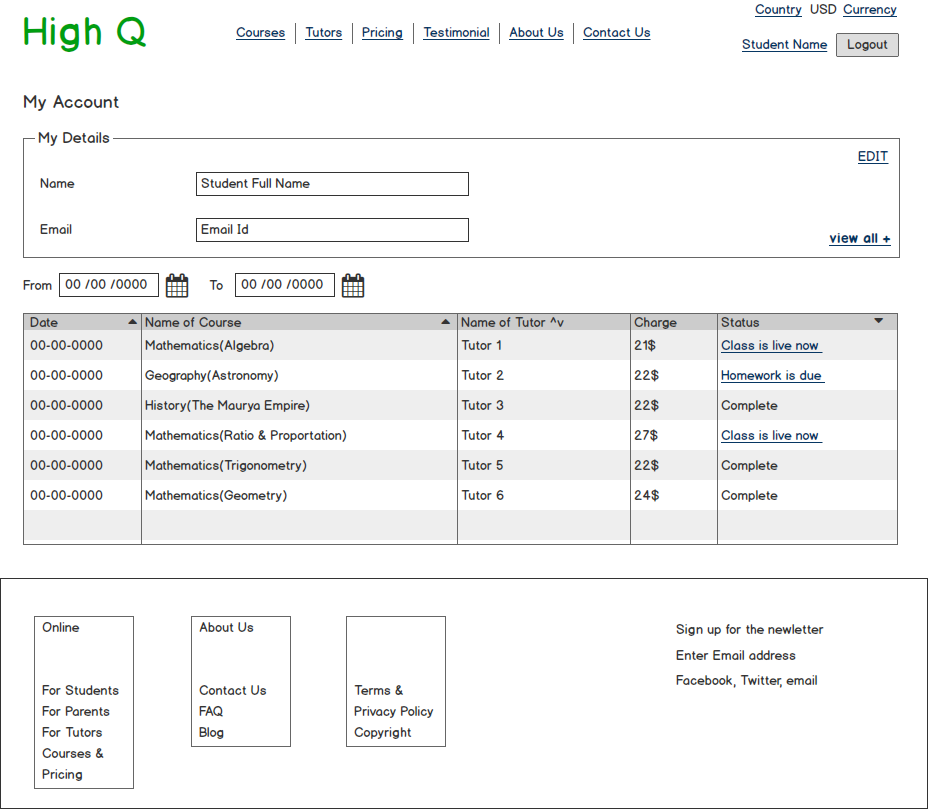 Country USD Currency
High Q
Courses Tutors Pricing Testimonial About Us Contact Us
Student Name Logout
My Account
My Details
EDIT
Name Student Full Name
Email Email Id
view all +
From 00 /00 /0000 To 00 /00 /0000
Date Name of Course Name of Tutor ^v Charge Status
00-00-0000 Mathematics(Algebra) Tutor 1 21$ Class is live now
00-00-0000 Geography(Astronomy) Tutor 2 22$ Homework is due
00-00-0000 History(The Maurya Empire) Tutor 3 22$ Complete
00-00-0000 Mathematics(Ratio & Proportation) Tutor 4 27$ Class is live now
00-00-0000 Mathematics(Trigonometry) Tutor 5 22$ Complete
00-00-0000 Mathematics(Geometry) Tutor 6 24$ Complete
Online
For Students
For Parents
For Tutors
Courses &
Pricing
About Us
Contact Us
FAQ
Blog
Terms &
Privacy Policy
Copyright
Sign up for the newletter
Enter Email address
Facebook, Twitter, email